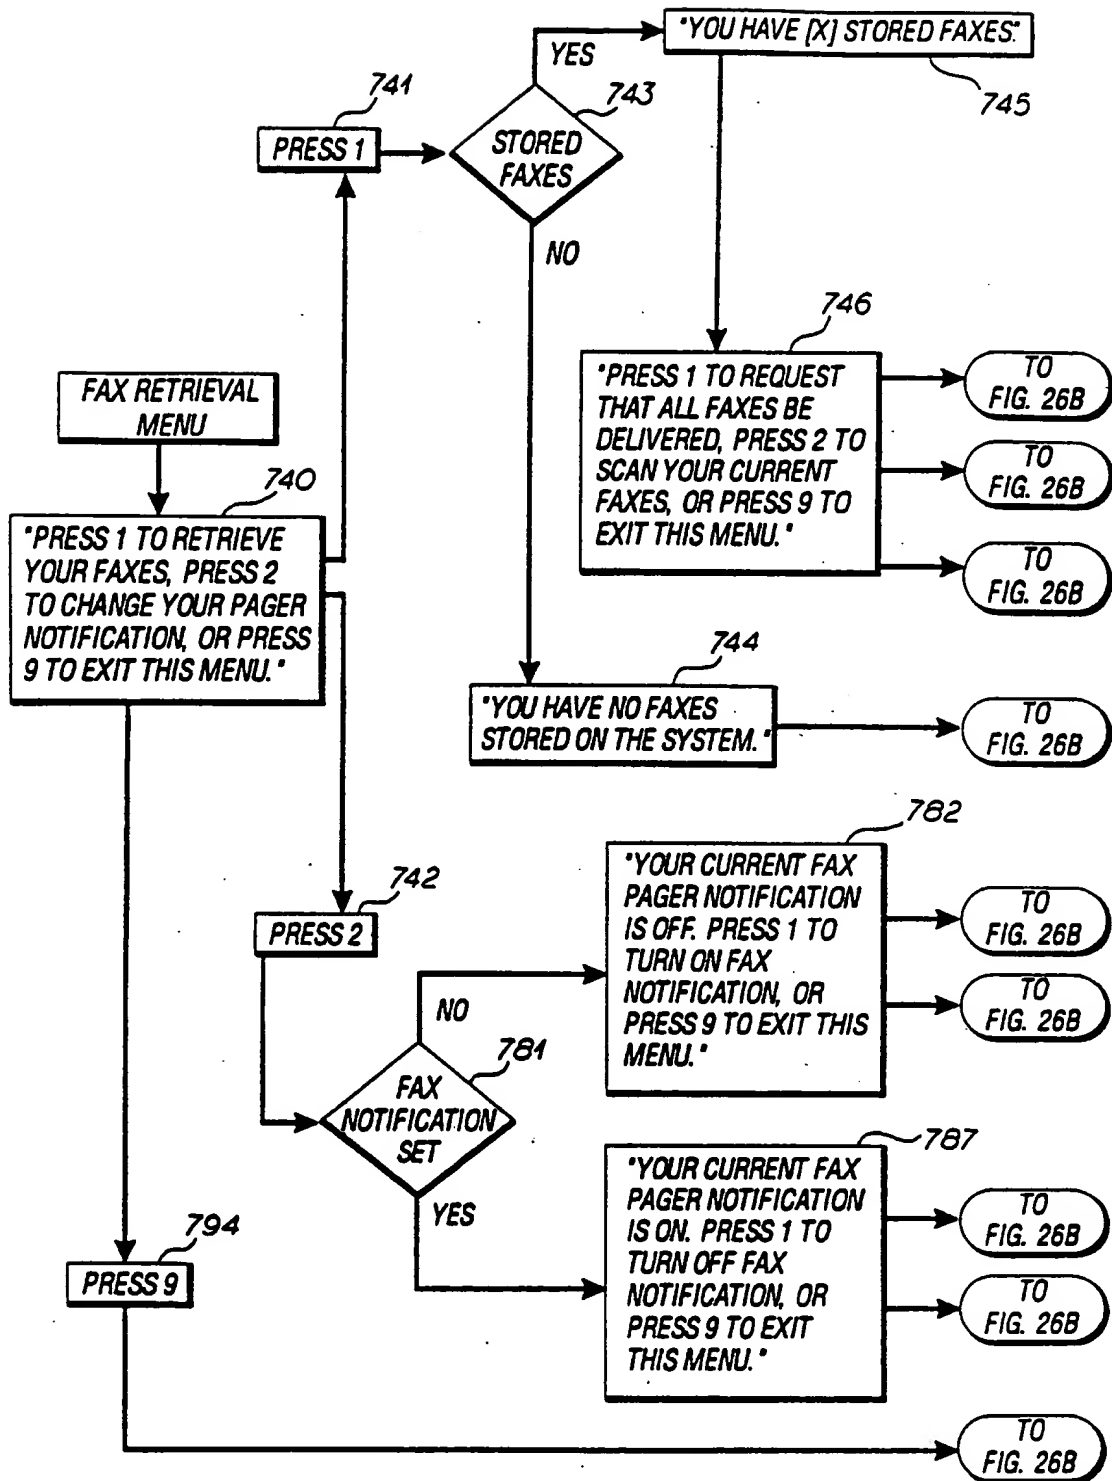 "YOU HAVE [X] STORED FAXES."
745
YES
741
743
PRESS 1
STORED
FAXES
NO
746
"PRESS 1 TO REQUEST
THAT ALL FAXES BE
DELIVERED, PRESS 2 TO
SCAN YOUR CURRENT
FAXES, OR PRESS 9 TO
EXIT THIS MENU."
TO
FIG. 26B
TO
FIG. 26B
TO
FIG. 26B
FAX RETRIEVAL
MENU
740
"PRESS 1 TO RETRIEVE
YOUR FAXES, PRESS 2
TO CHANGE YOUR PAGER
NOTIFICATION, OR PRESS
9 TO EXIT THIS MENU."
744
"YOU HAVE NO FAXES
STORED ON THE SYSTEM."
TO
FIG. 26B
742
PRESS 2
782
"YOUR CURRENT FAX
PAGER NOTIFICATION
IS OFF. PRESS 1 TO
TURN ON FAX
NOTIFICATION, OR
PRESS 9 TO EXIT THIS
MENU."
TO
FIG. 26B
TO
FIG. 26B
NO
781
FAX
NOTIFICATION
SET
YES
787
"YOUR CURRENT FAX
PAGER NOTIFICATION
IS ON. PRESS 1 TO
TURN OFF FAX
NOTIFICATION, OR
PRESS 9 TO EXIT
THIS MENU."
TO
FIG. 26B
TO
FIG. 26B
794
PRESS 9
TO
FIG. 26B